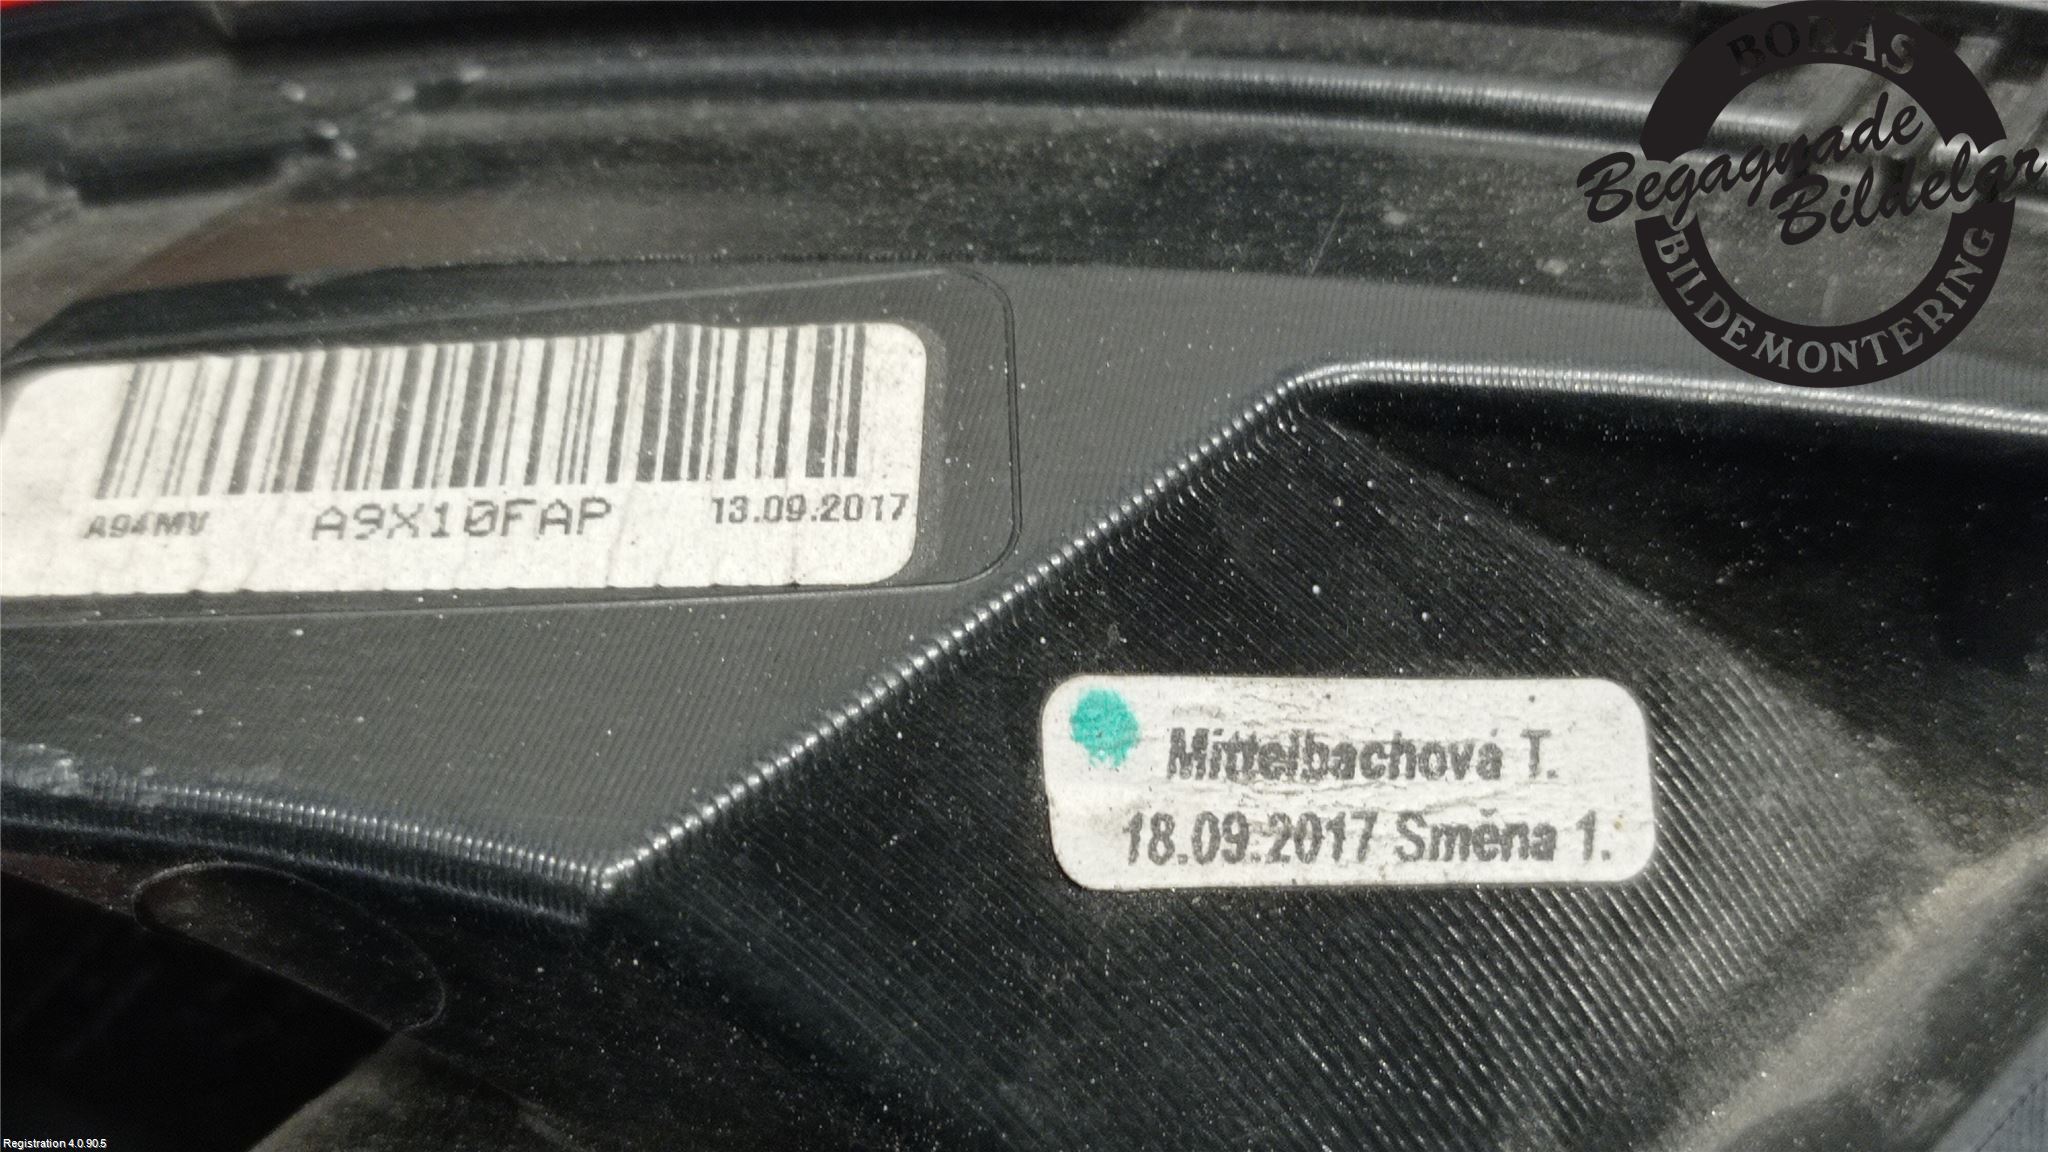 BORÅS
Begagnade
Bildelar
BILDEMONTERING
A94MV A9X10FAP 13.09.2017
Mittelbachová T.
18.09.2017 Směna 1.
Registration 4.0.90.5